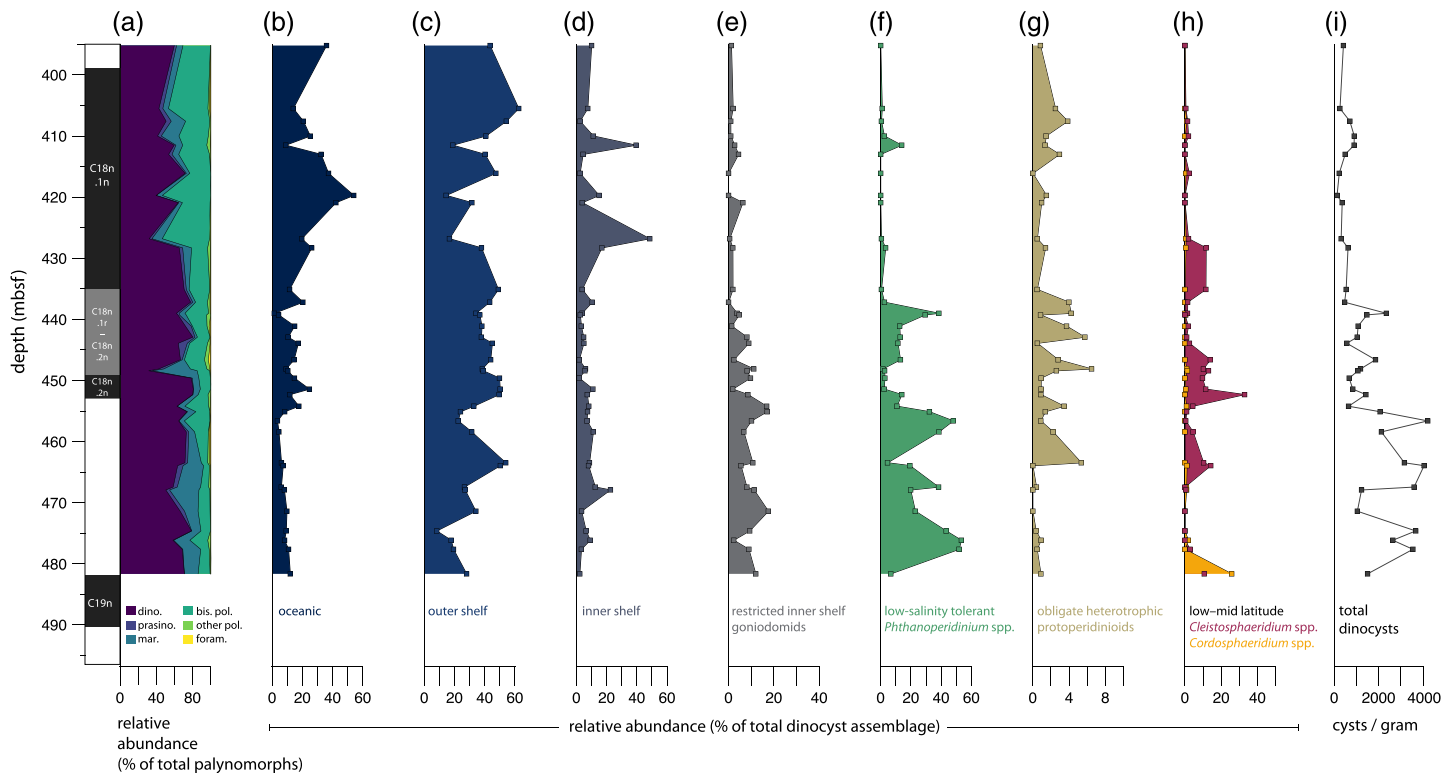 (a) (b) (c) (d) (e) (f) (g) (h) (i)
depth (mbsf)
400
410
420
430
440
450
460
470
480
490
C18n
.1n
C18n
.1r
–
C18n
.2n
C18n
.2n
C19n
dino.
prasino.
mar.
bis. pol.
other pol.
foram.
oceanic
outer shelf
inner shelf
restricted inner shelf
goniodomids
low-salinity tolerant
Phthanoperidinium spp.
obligate heterotrophic
protoperidinioids
low–mid latitude
Cleistosphaeridium spp.
Cordosphaeridium spp.
total
dinocysts
0 40 80
0 20 40 60
0 20 40 60
0 20 40 60
0 20 40
0 20 40 60
0 4 8
0 20 40
0 2000 4000
relative
abundance
(% of total palynomorphs)
relative abundance (% of total dinocyst assemblage)
cysts / gram